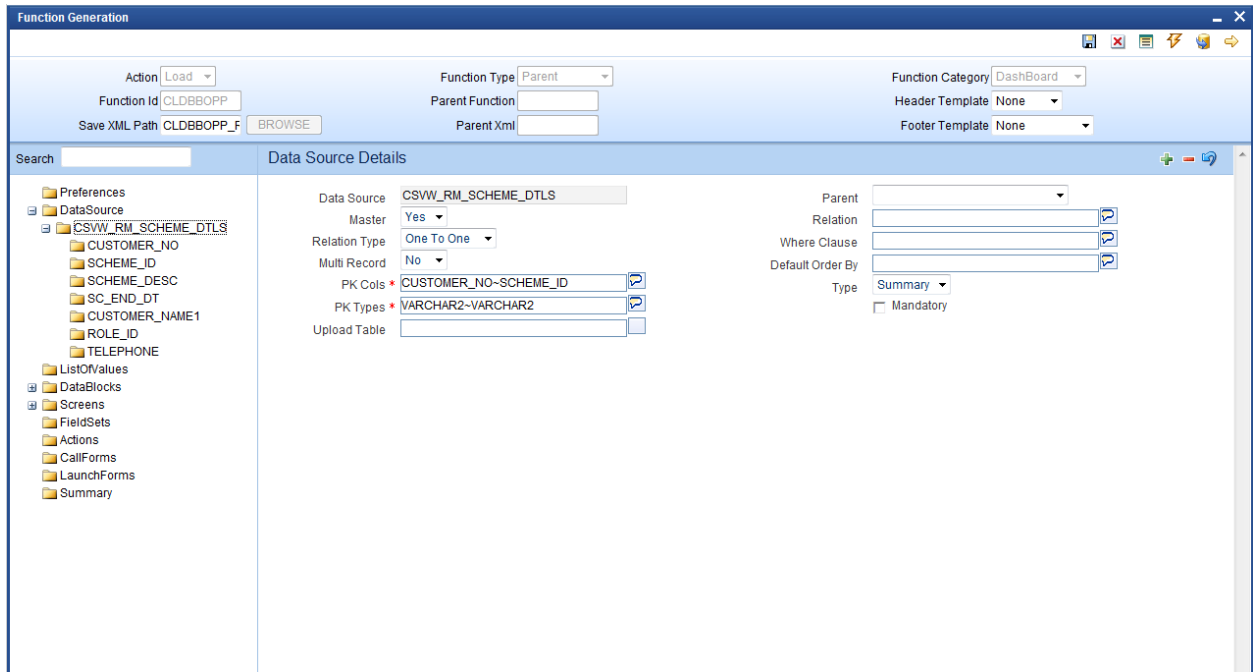 Function Generation
Action Load Function Type Parent Function Category DashBoard
Function Id CLDBBOPP Parent Function Header Template None
Save XML Path CLDBBOPP_F BROWSE Parent Xml Footer Template None
Search Data Source Details
Preferences
DataSource
CSVW_RM_SCHEME_DTLS
CUSTOMER_NO
SCHEME_ID
SCHEME_DESC
SC_END_DT
CUSTOMER_NAME1
ROLE_ID
TELEPHONE
ListOfValues
DataBlocks
Screens
FieldSets
Actions
CallForms
LaunchForms
Summary
Data Source CSVW_RM_SCHEME_DTLS
Master Yes
Relation Type One To One
Multi Record No
PK Cols * CUSTOMER_NO~SCHEME_ID
PK Types * VARCHAR2~VARCHAR2
Upload Table
Parent
Relation
Where Clause
Default Order By
Type Summary
Mandatory